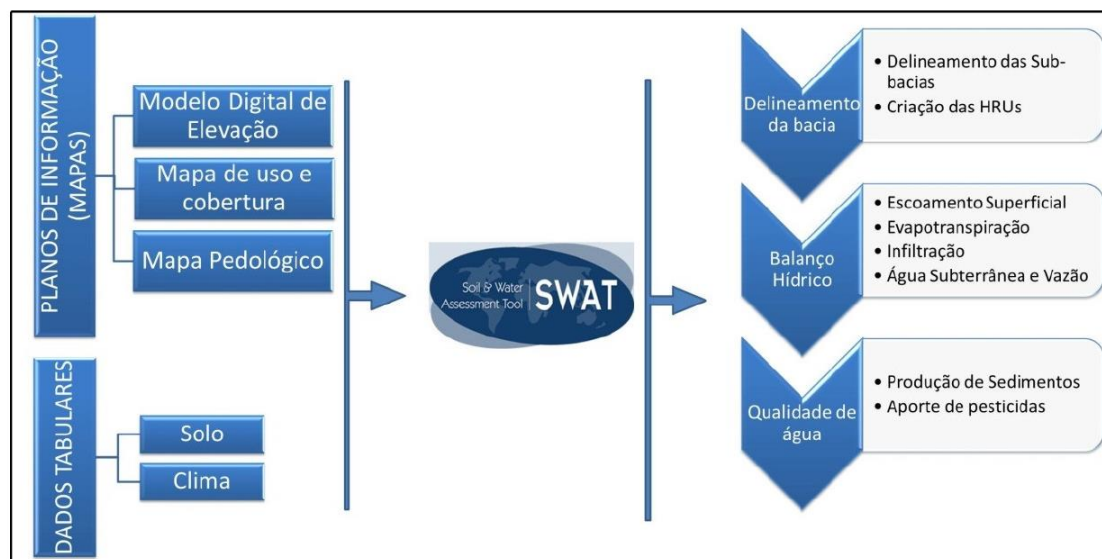 PLANOS DE INFORMAÇÃO
(MAPAS)
Modelo Digital de
Elevação
Mapa de uso e
cobertura
Mapa Pedológico
DADOS TABULARES
Solo
Clima
Soil & Water
Assessment Tool
SWAT
Delineamento
da bacia
• Delineamento das Sub-
bacias
• Criação das HRUs
Balanço
Hídrico
• Escoamento Superficial
• Evapotranspiração
• Infiltração
• Água Subterrânea e Vazão
Qualidade de
água
• Produção de Sedimentos
• Aporte de pesticidas